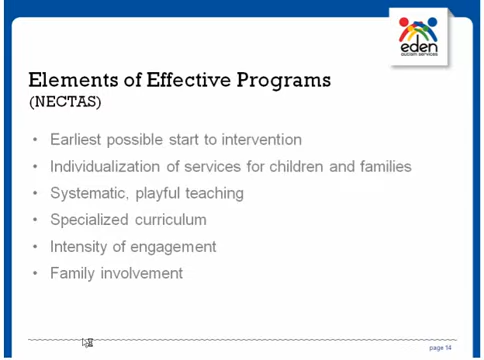 eden
autism services
Elements of Effective Programs
(NECTAS)
• Earliest possible start to intervention
• Individualization of services for children and families
• Systematic, playful teaching
• Specialized curriculum
• Intensity of engagement
• Family involvement
page 14